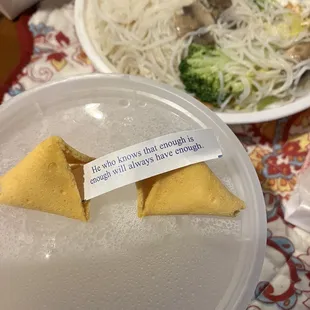 He who knows that enough is
enough will always have enough.